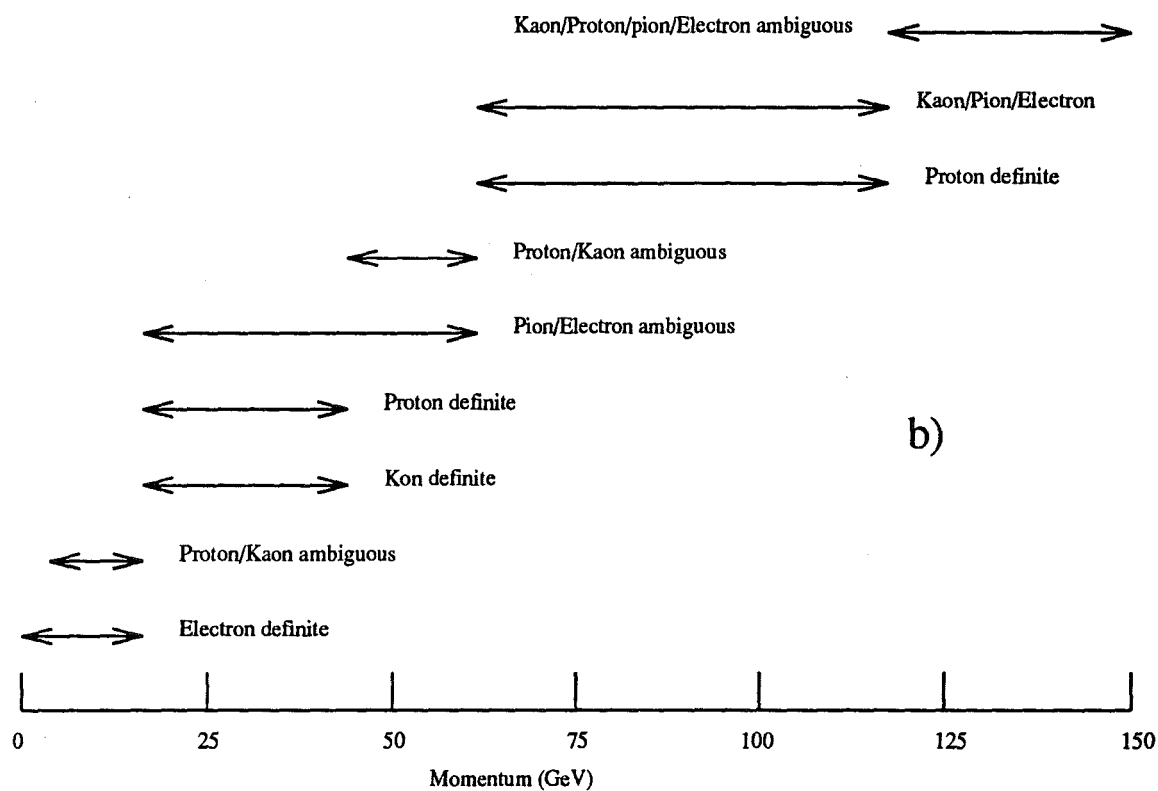 Kaon/Proton/pion/Electron ambiguous
Kaon/Pion/Electron
Proton definite
Proton/Kaon ambiguous
Pion/Electron ambiguous
Proton definite
b)
Kon definite
Proton/Kaon ambiguous
Electron definite
0 25 50 75 100 125 150
Momentum (GeV)